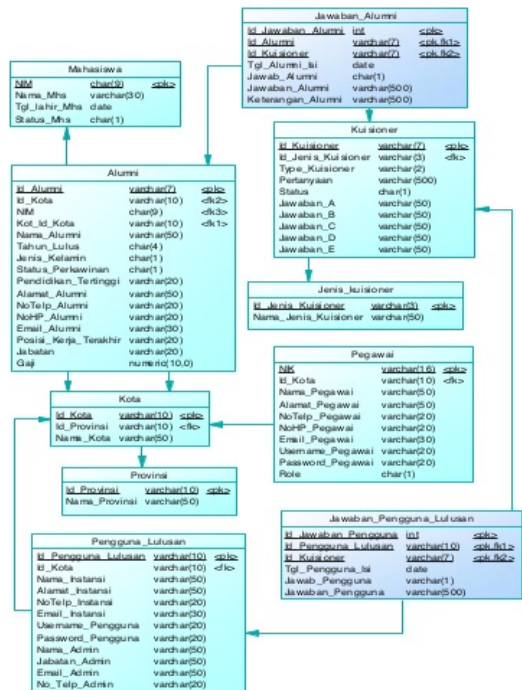 Jawaban_Alumni
Id_Jawaban_Alumni int <pk>
Id_Alumni varchar(7) <pk,fk1>
Id_Kuisioner varchar(7) <pk,fk2>
Tgl_Alumni_Isi date
Jawab_Alumni char(1)
Jawaban_Alumni varchar(500)
Keterangan_Alumni varchar(500)
Mahasiswa
NIM char(9) <pk>
Nama_Mhs varchar(30)
Tgl_lahir_Mhs date
Status_Mhs char(1)
Kuisioner
Id_Kuisioner varchar(7) <pk>
Id_Jenis_Kuisioner varchar(3) <fk>
Type_Kuisioner varchar(2)
Pertanyaan varchar(500)
Status char(1)
Jawaban_A varchar(50)
Jawaban_B varchar(50)
Jawaban_C varchar(50)
Jawaban_D varchar(50)
Jawaban_E varchar(50)
Alumni
Id_Alumni varchar(7) <pk>
Id_Kota varchar(10) <fk2>
NIM char(9) <fk3>
Kot_Id_Kota varchar(10) <fk1>
Nama_Alumni varchar(50)
Tahun_Lulus char(4)
Jenis_Kelamin char(1)
Status_Perkawinan char(1)
Pendidikan_Tertinggi varchar(20)
Alamat_Alumni varchar(50)
NoTelp_Alumni varchar(20)
NoHP_Alumni varchar(20)
Email_Alumni varchar(30)
Posisi_Kerja_Terakhir varchar(20)
Jabatan varchar(20)
Gaji numeric(10,0)
Jenis_kuisioner
Id_Jenis_Kuisioner varchar(3) <pk>
Nama_Jenis_Kuisioner varchar(50)
Pegawai
NIK varchar(16) <pk>
Id_Kota varchar(10) <fk>
Nama_Pegawai varchar(50)
Alamat_Pegawai varchar(50)
NoTelp_Pegawai varchar(20)
NoHP_Pegawai varchar(20)
Email_Pegawai varchar(30)
Username_Pegawai varchar(20)
Password_Pegawai varchar(20)
Role char(1)
Kota
Id_Kota varchar(10) <pk>
Id_Provinsi varchar(10) <fk>
Nama_Kota varchar(50)
Provinsi
Id_Provinsi varchar(10) <pk>
Nama_Provinsi varchar(50)
Jawaban_Pengguna_Lulusan
Id_Jawaban_Pengguna int <pk>
Id_Pengguna_Lulusan varchar(10) <pk,fk1>
Id_Kuisioner varchar(7) <pk,fk2>
Tgl_Pengguna_Isi date
Jawab_Pengguna varchar(1)
Jawaban_Pengguna varchar(500)
Pengguna_Lulusan
Id_Pengguna_Lulusan varchar(10) <pk>
Id_Kota varchar(10) <fk>
Nama_Instansi varchar(50)
Alamat_Instansi varchar(50)
NoTelp_Instansi varchar(20)
Email_Instansi varchar(30)
Username_Pengguna varchar(20)
Password_Pengguna varchar(20)
Nama_Admin varchar(50)
Jabatan_Admin varchar(50)
Email_Admin varchar(50)
No_Telp_Admin varchar(20)